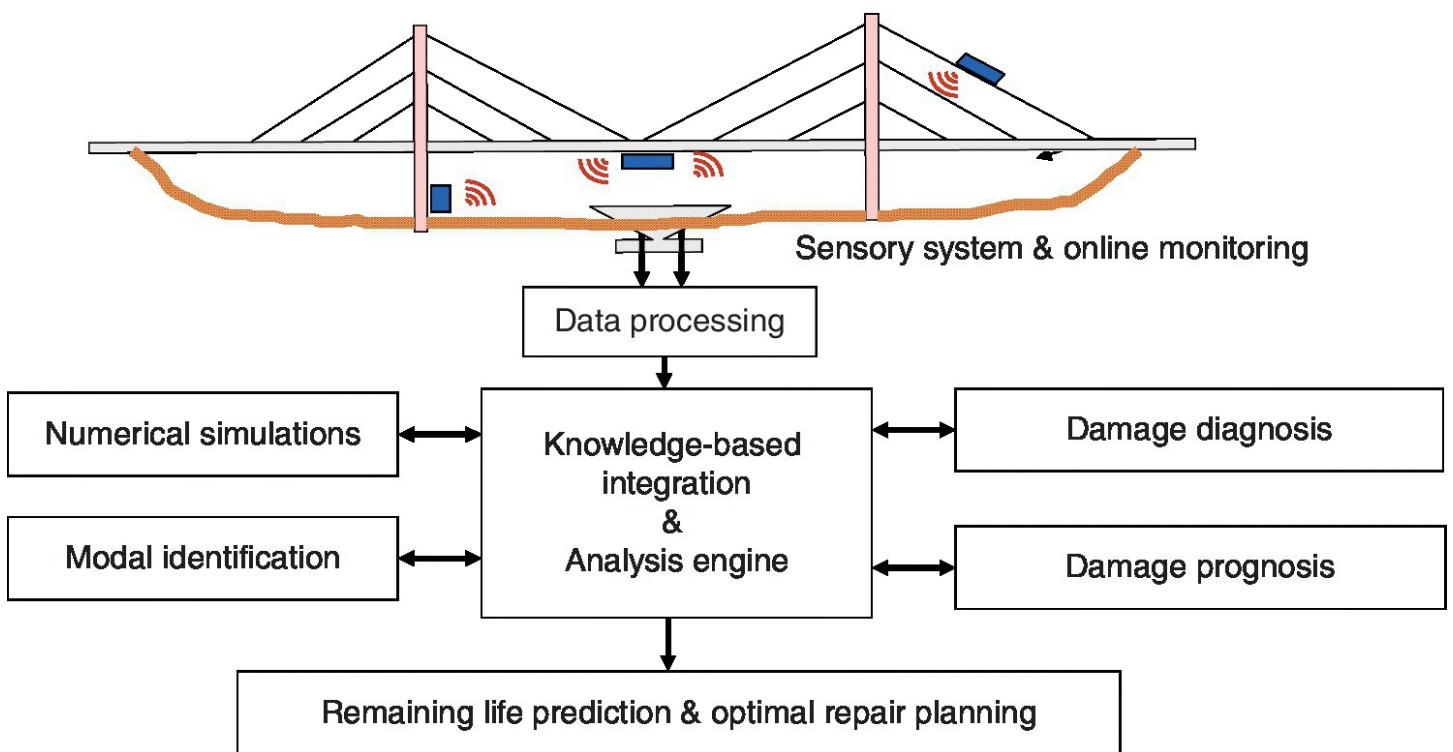 Sensory system & online monitoring
Data processing
Numerical simulations
Knowledge-based
integration
&
Analysis engine
Damage diagnosis
Modal identification
Damage prognosis
Remaining life prediction & optimal repair planning